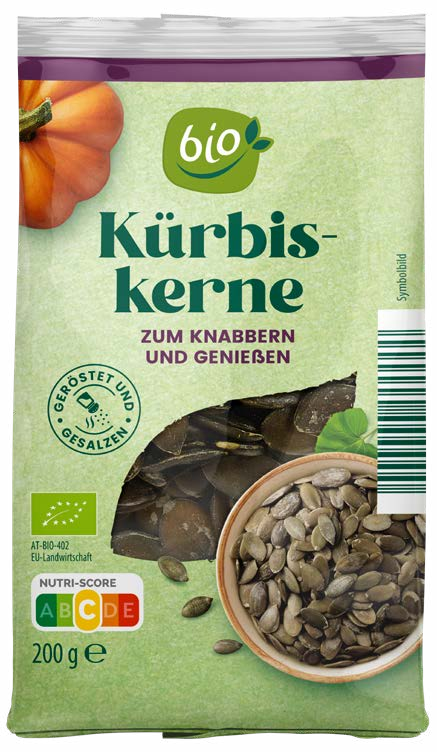 bio
Kürbis-
kerne
ZUM KNABBERN
UND GENIEẞEN
Symbolbild
GERÖSTET UND
GESALZEN
AT-BIO-402
EU-Landwirtschaft
NUTRI-SCORE
ABCDE
200 g ℮